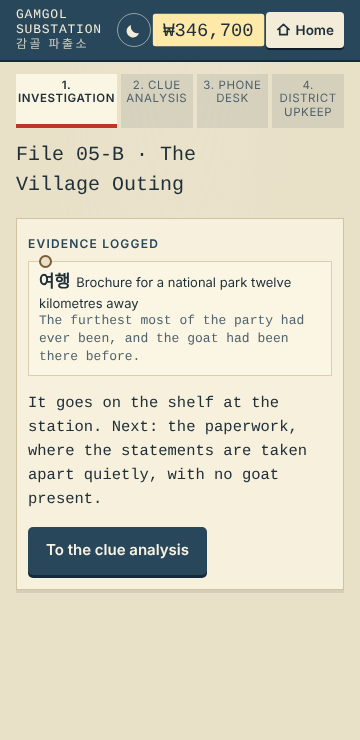 GAMGOL
SUBSTATION
감골 파출소
₩346,700
Home
1.
INVESTIGATION
2. CLUE
ANALYSIS
3. PHONE
DESK
4.
DISTRICT
UPKEEP
File 05-B · The
Village Outing
EVIDENCE LOGGED
여행 Brochure for a national park twelve
kilometres away
The furthest most of the party had
ever been, and the goat had been
there before.
It goes on the shelf at the
station. Next: the paperwork,
where the statements are taken
apart quietly, with no goat
present.
To the clue analysis